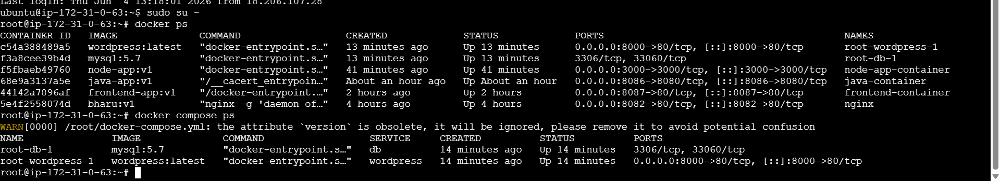 Last login: Thu Jun  4 13:18:01 2026 from 18.206.107.28
ubuntu@ip-172-31-0-63:~$ sudo su -
root@ip-172-31-0-63:~# docker ps
CONTAINER ID   IMAGE              COMMAND                  CREATED             STATUS             PORTS                                         NAMES
c54a388489a5   wordpress:latest   "docker-entrypoint.s…"   13 minutes ago      Up 13 minutes      0.0.0.0:8000->80/tcp, [::]:8000->80/tcp       root-wordpress-1
f3a8cee39b4d   mysql:5.7          "docker-entrypoint.s…"   13 minutes ago      Up 13 minutes      3306/tcp, 33060/tcp                           root-db-1
f5fbaeb49760   node-app:v1        "docker-entrypoint.s…"   41 minutes ago      Up 41 minutes      0.0.0.0:3000->3000/tcp, [::]:3000->3000/tcp   node-app-container
68e9a3137a5e   java-app:v1        "/__cacert_entrypoin…"   About an hour ago   Up About an hour   0.0.0.0:8086->8080/tcp, [::]:8086->8080/tcp   java-container
44142a7896af   frontend-app:v1    "/docker-entrypoint.…"   2 hours ago         Up 2 hours         0.0.0.0:8087->80/tcp, [::]:8087->80/tcp       frontend-container
5e4f2558074d   bharu:v1           "nginx -g 'daemon of…"   4 hours ago         Up 4 hours         0.0.0.0:8082->80/tcp, [::]:8082->80/tcp       nginx
root@ip-172-31-0-63:~# docker compose ps
WARN[0000] /root/docker-compose.yml: the attribute `version` is obsolete, it will be ignored, please remove it to avoid potential confusion
NAME               IMAGE              COMMAND                  SERVICE     CREATED          STATUS          PORTS
root-db-1          mysql:5.7          "docker-entrypoint.s…"   db          14 minutes ago   Up 14 minutes   3306/tcp, 33060/tcp
root-wordpress-1   wordpress:latest   "docker-entrypoint.s…"   wordpress   14 minutes ago   Up 14 minutes   0.0.0.0:8000->80/tcp, [::]:8000->80/tcp
root@ip-172-31-0-63:~#